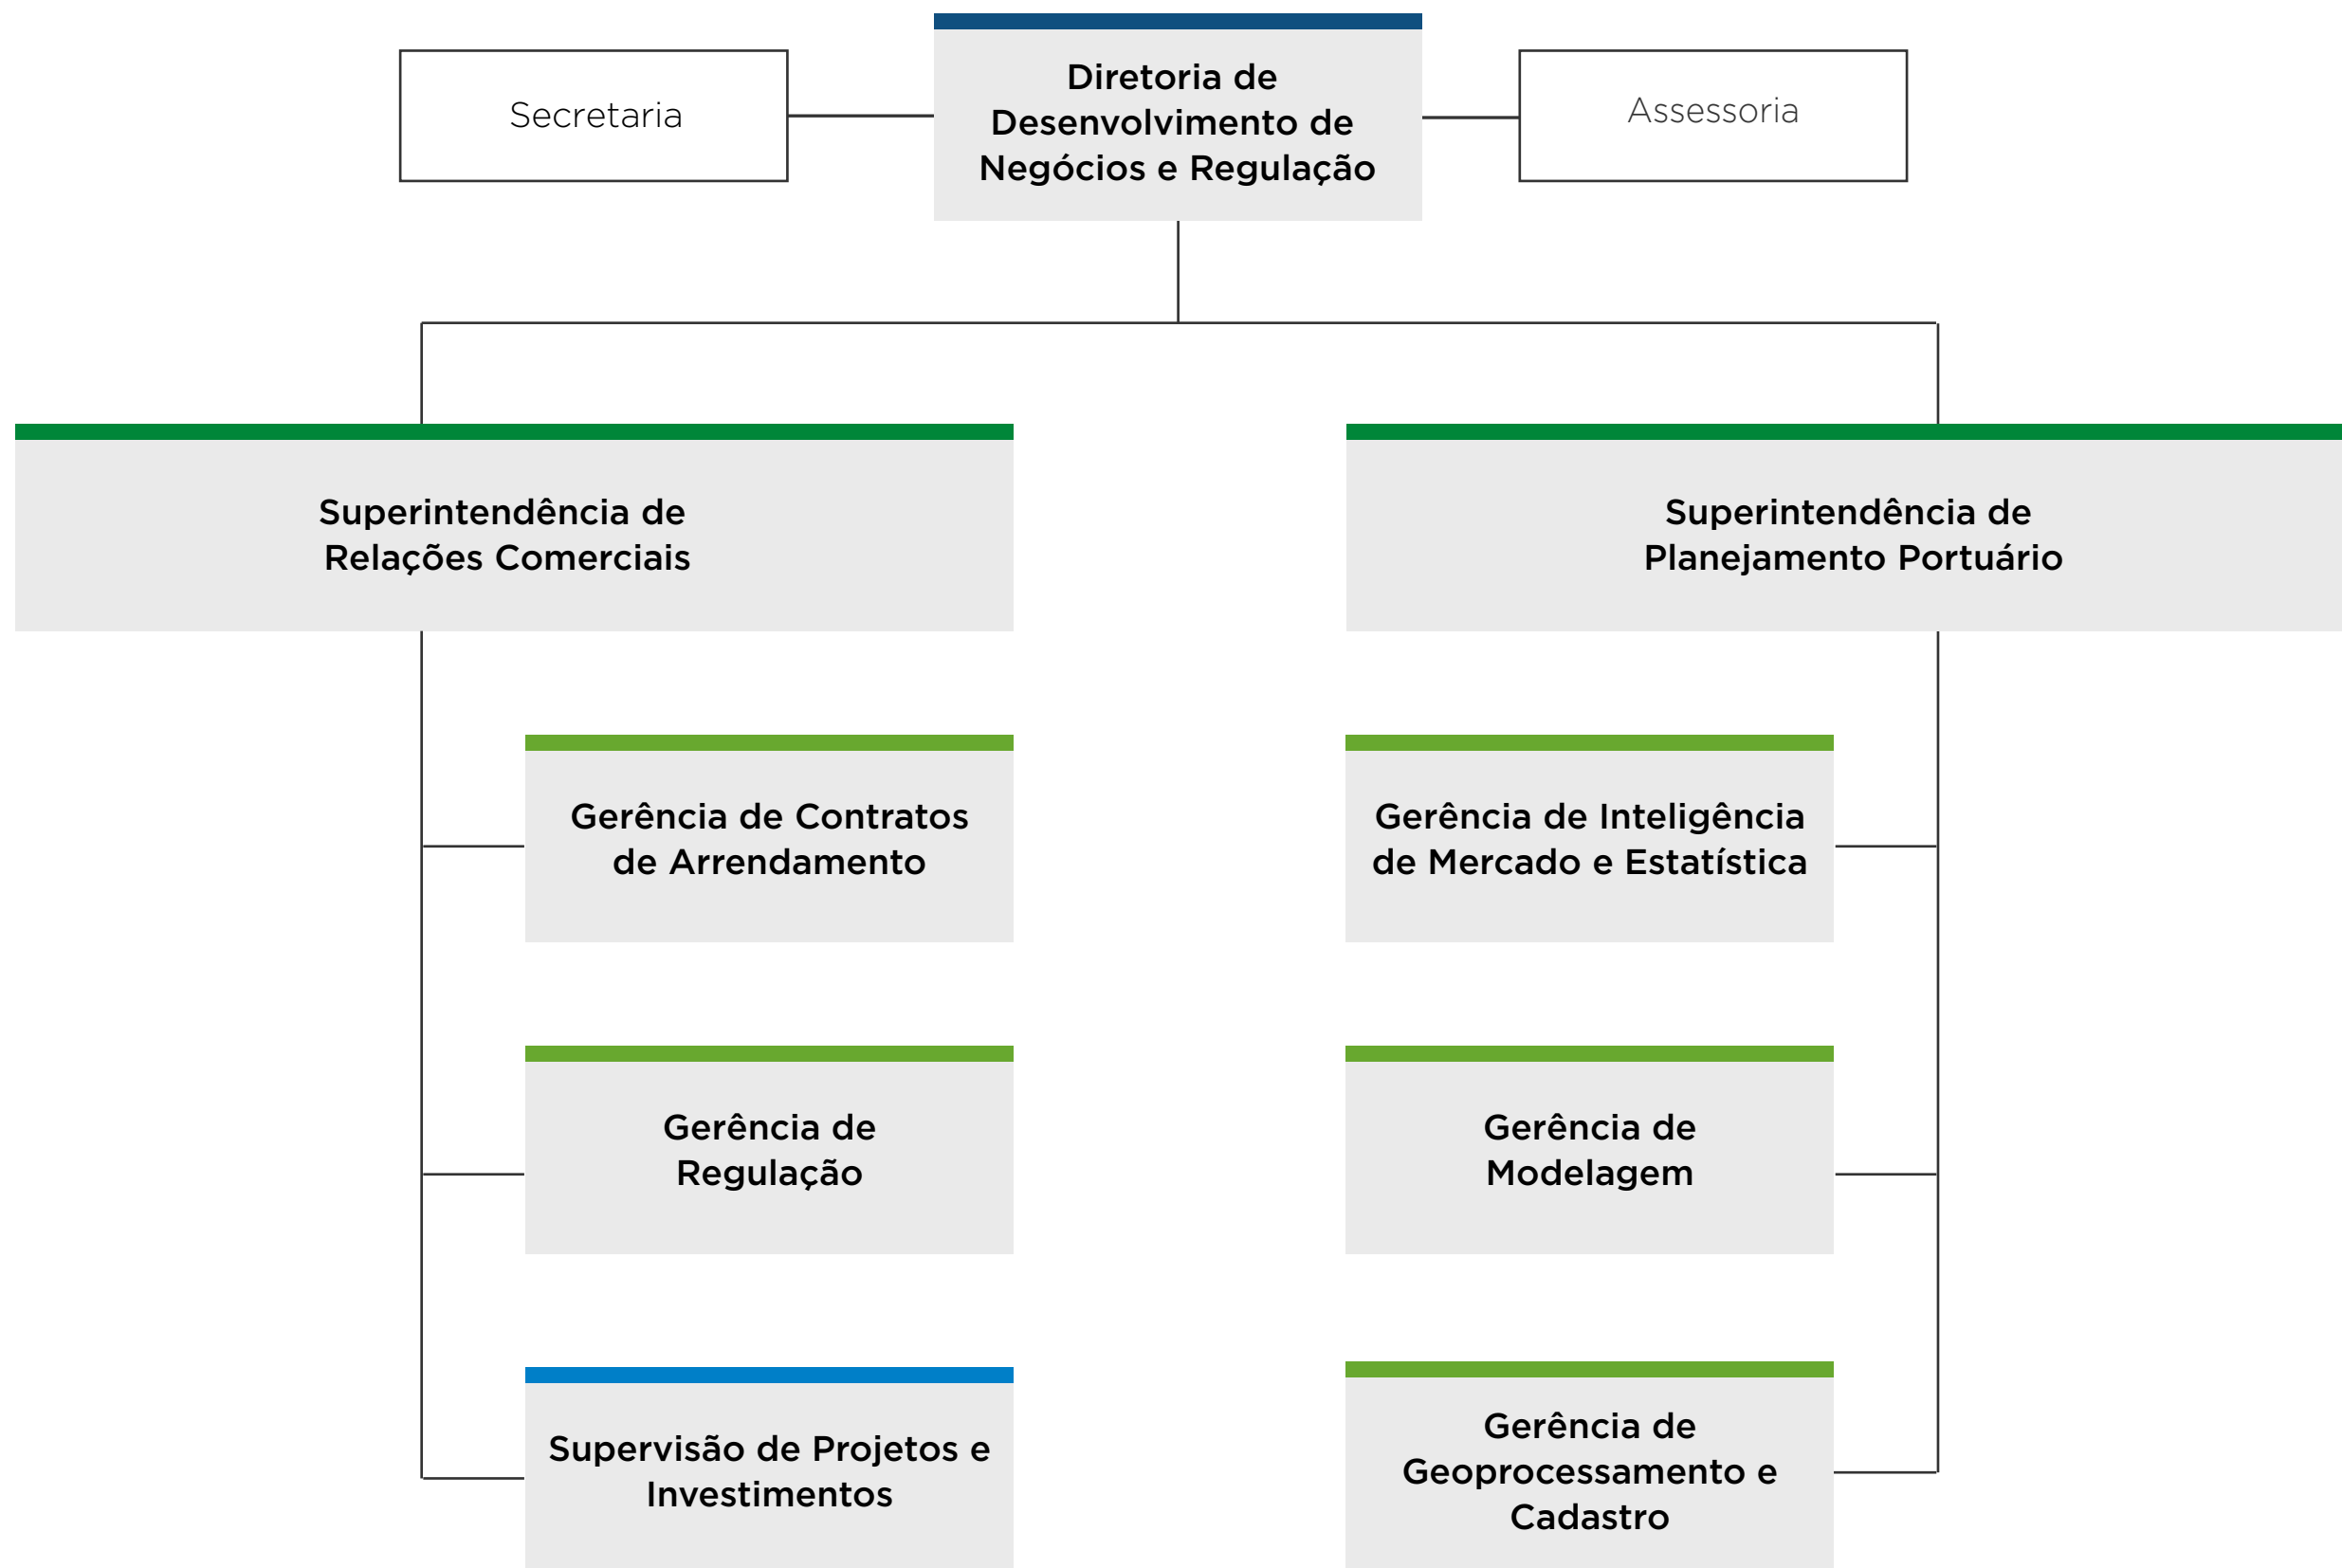 Secretaria
Diretoria de
Desenvolvimento de
Negócios e Regulação
Assessoria
Superintendência de
Relações Comerciais
Superintendência de
Planejamento Portuário
Gerência de Contratos
de Arrendamento
Gerência de Inteligência
de Mercado e Estatística
Gerência de
Regulação
Gerência de
Modelagem
Supervisão de Projetos e
Investimentos
Gerência de
Geoprocessamento e
Cadastro